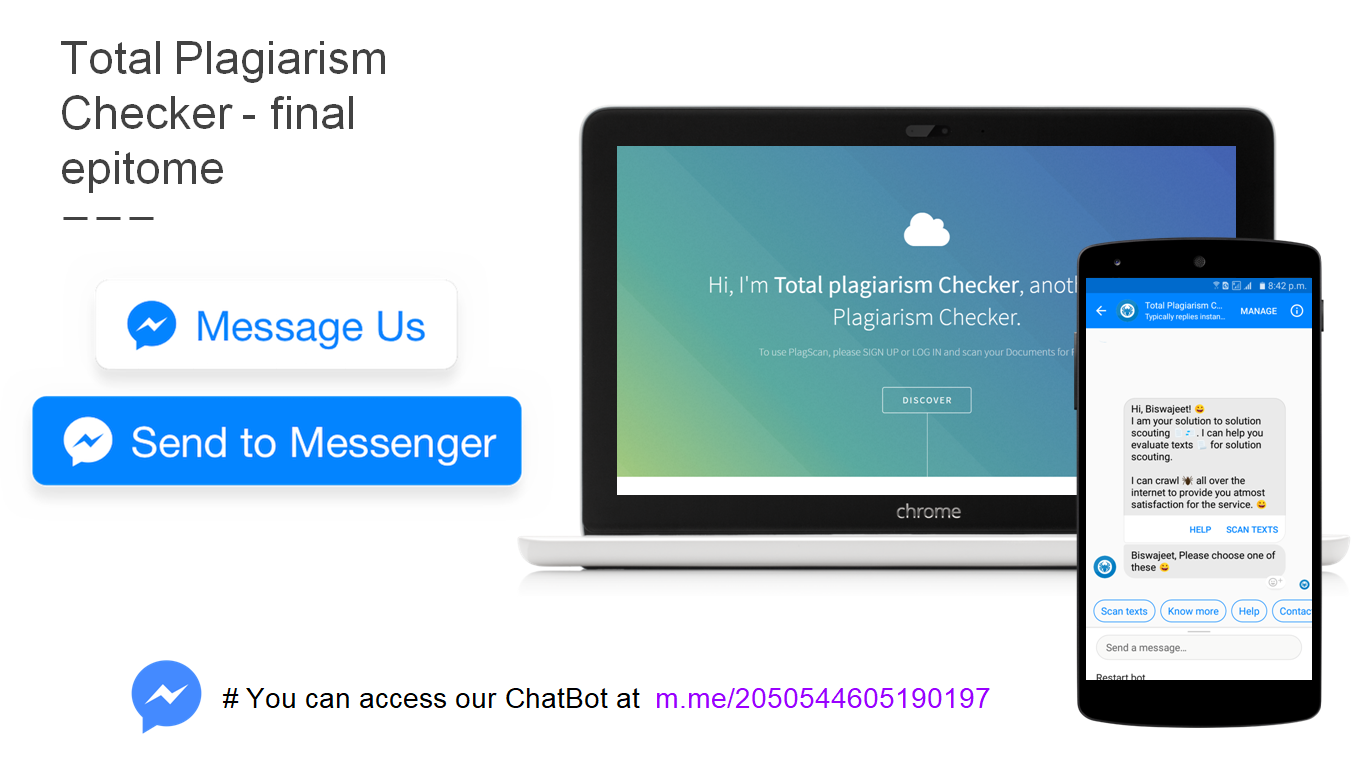 Total Plagiarism
Checker - final
epitome
Message Us
Send to Messenger
Hi, I'm Total plagiarism Checker, anot
Plagiarism Checker.
To use PlagScan, please SIGN UP or LOG IN and scan your Documents for
DISCOVER
chrome
8:42 p.m.
Total Plagiarism C...
Typically replies instan...
MANAGE
Hi, Biswajeet! 😀
I am your solution to solution
scouting . I can help you
evaluate texts for solution
scouting.
I can crawl 🕷 all over the
internet to provide you atmost
satisfaction for the service. 😀
HELP SCAN TEXTS
Biswajeet, Please choose one of
these 😀
Scan texts Know more Help Contac
Send a message...
Restart bot
# You can access our ChatBot at m.me/2050544605190197